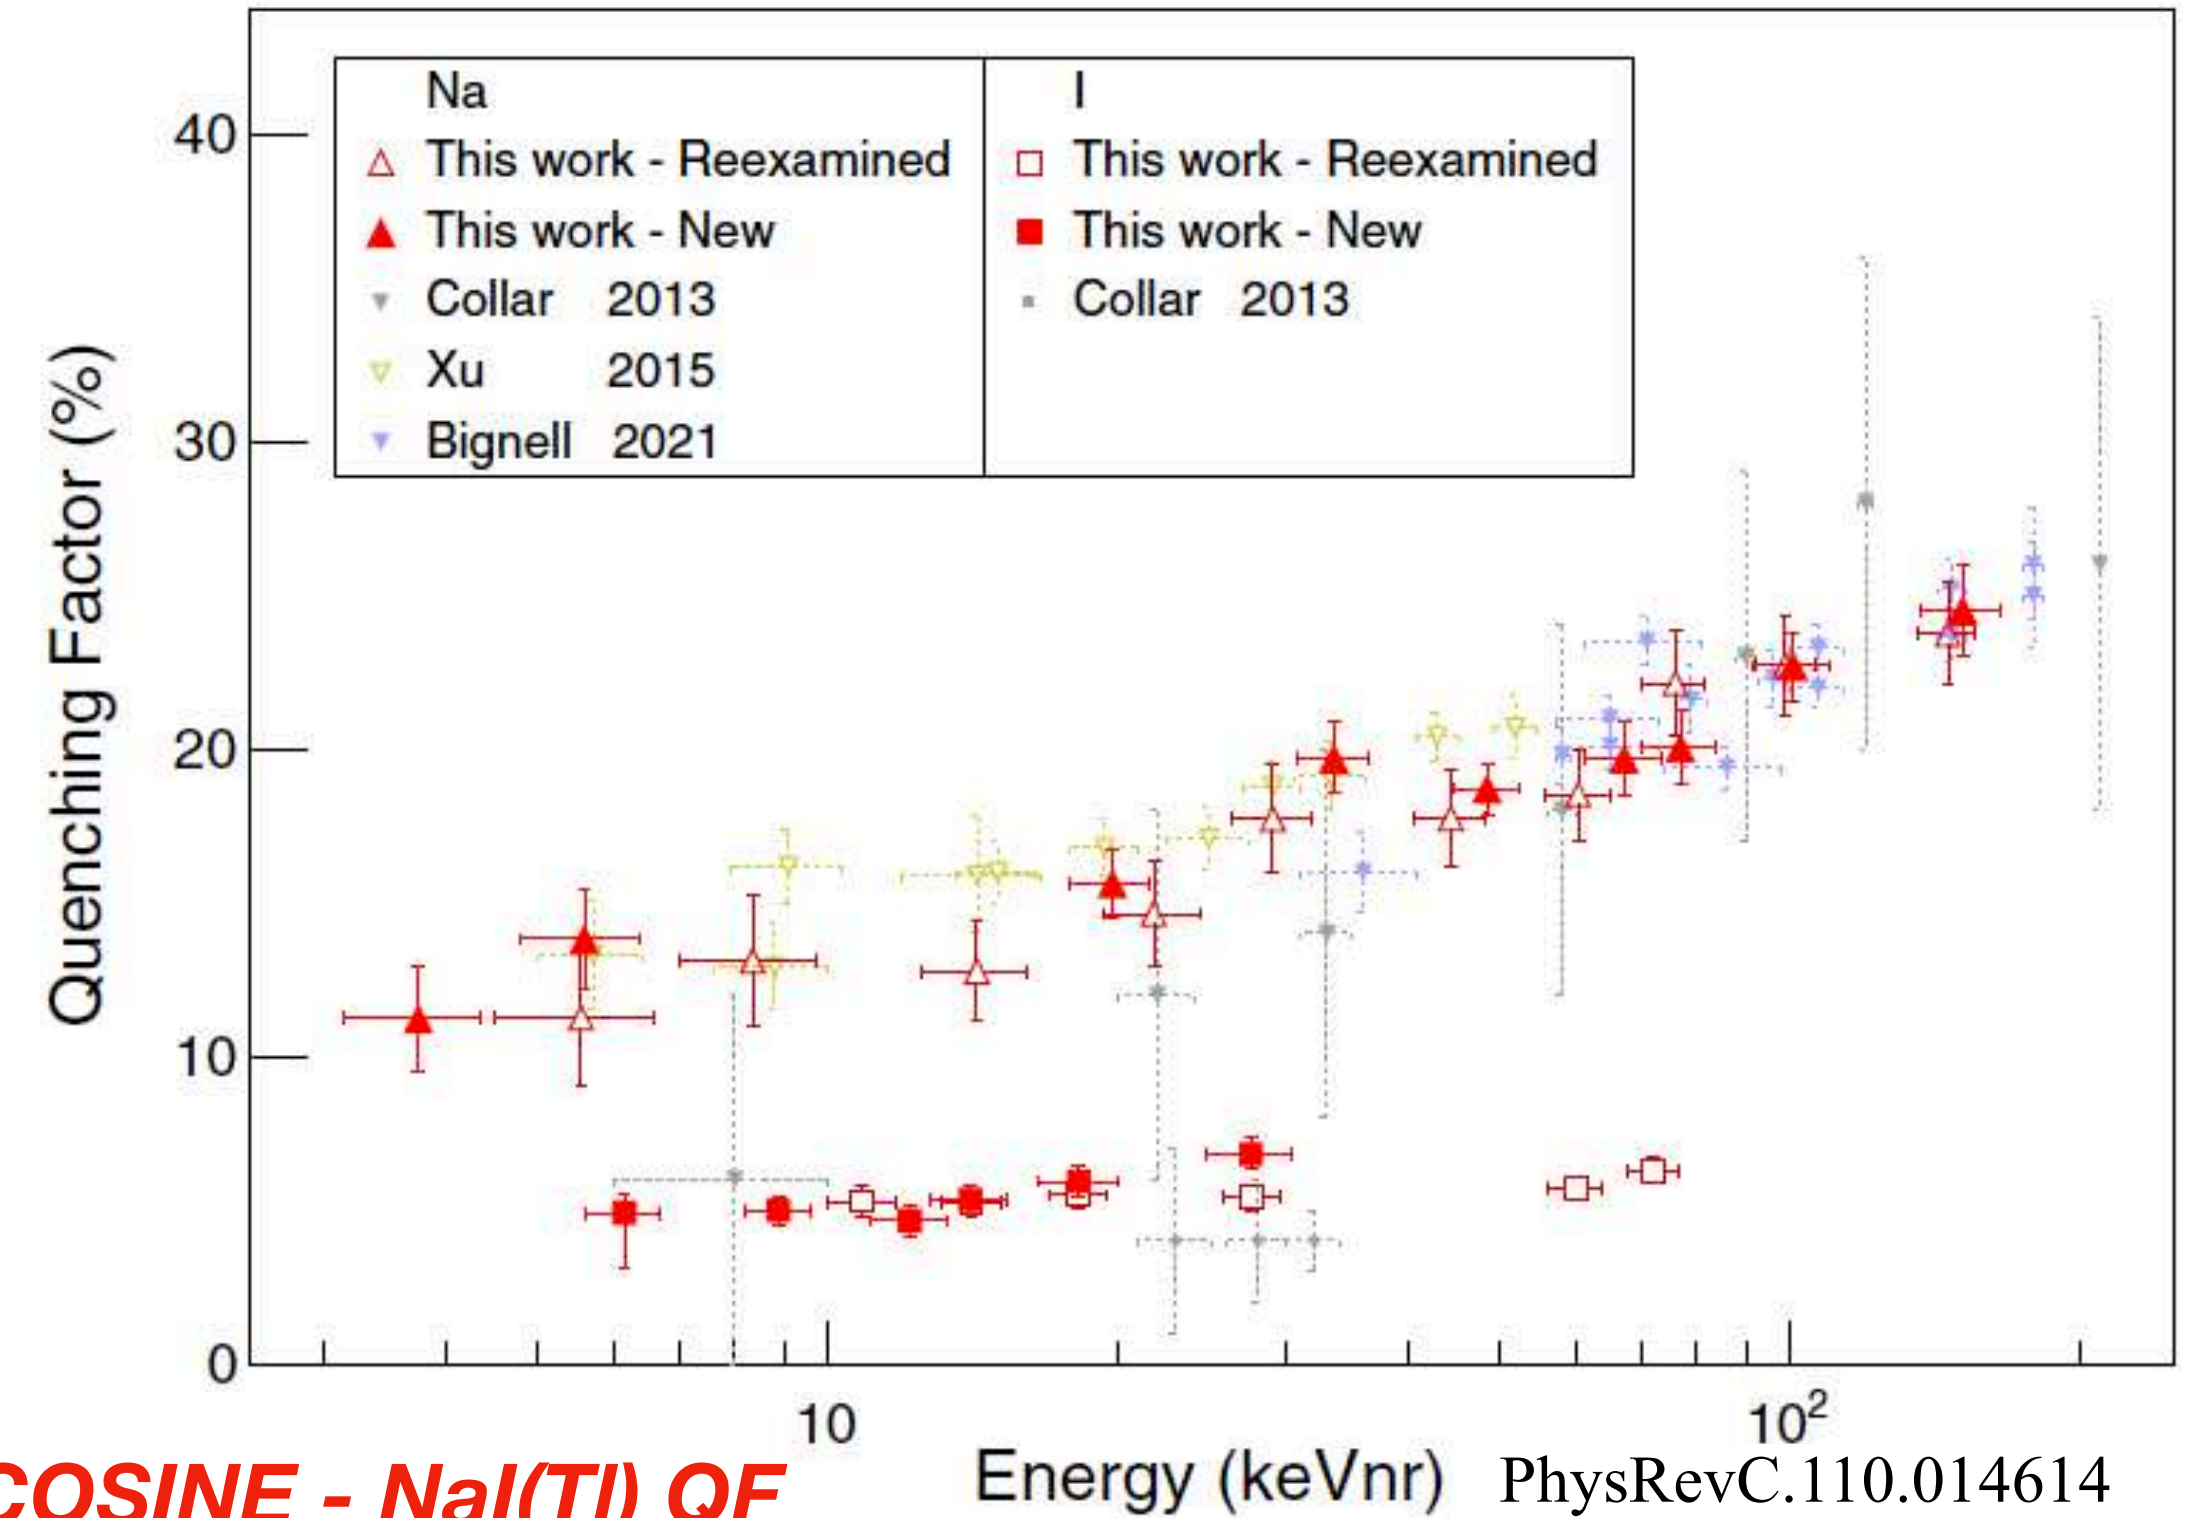 40
30
20
10
0
Quenching Factor (%)
Na
This work - Reexamined
This work - New
Collar 2013
Xu 2015
Bignell 2021
I
This work - Reexamined
This work - New
Collar 2013
10
10²
Energy (keVnr)
COSINE - NaI(Tl) QF
PhysRevC.110.014614